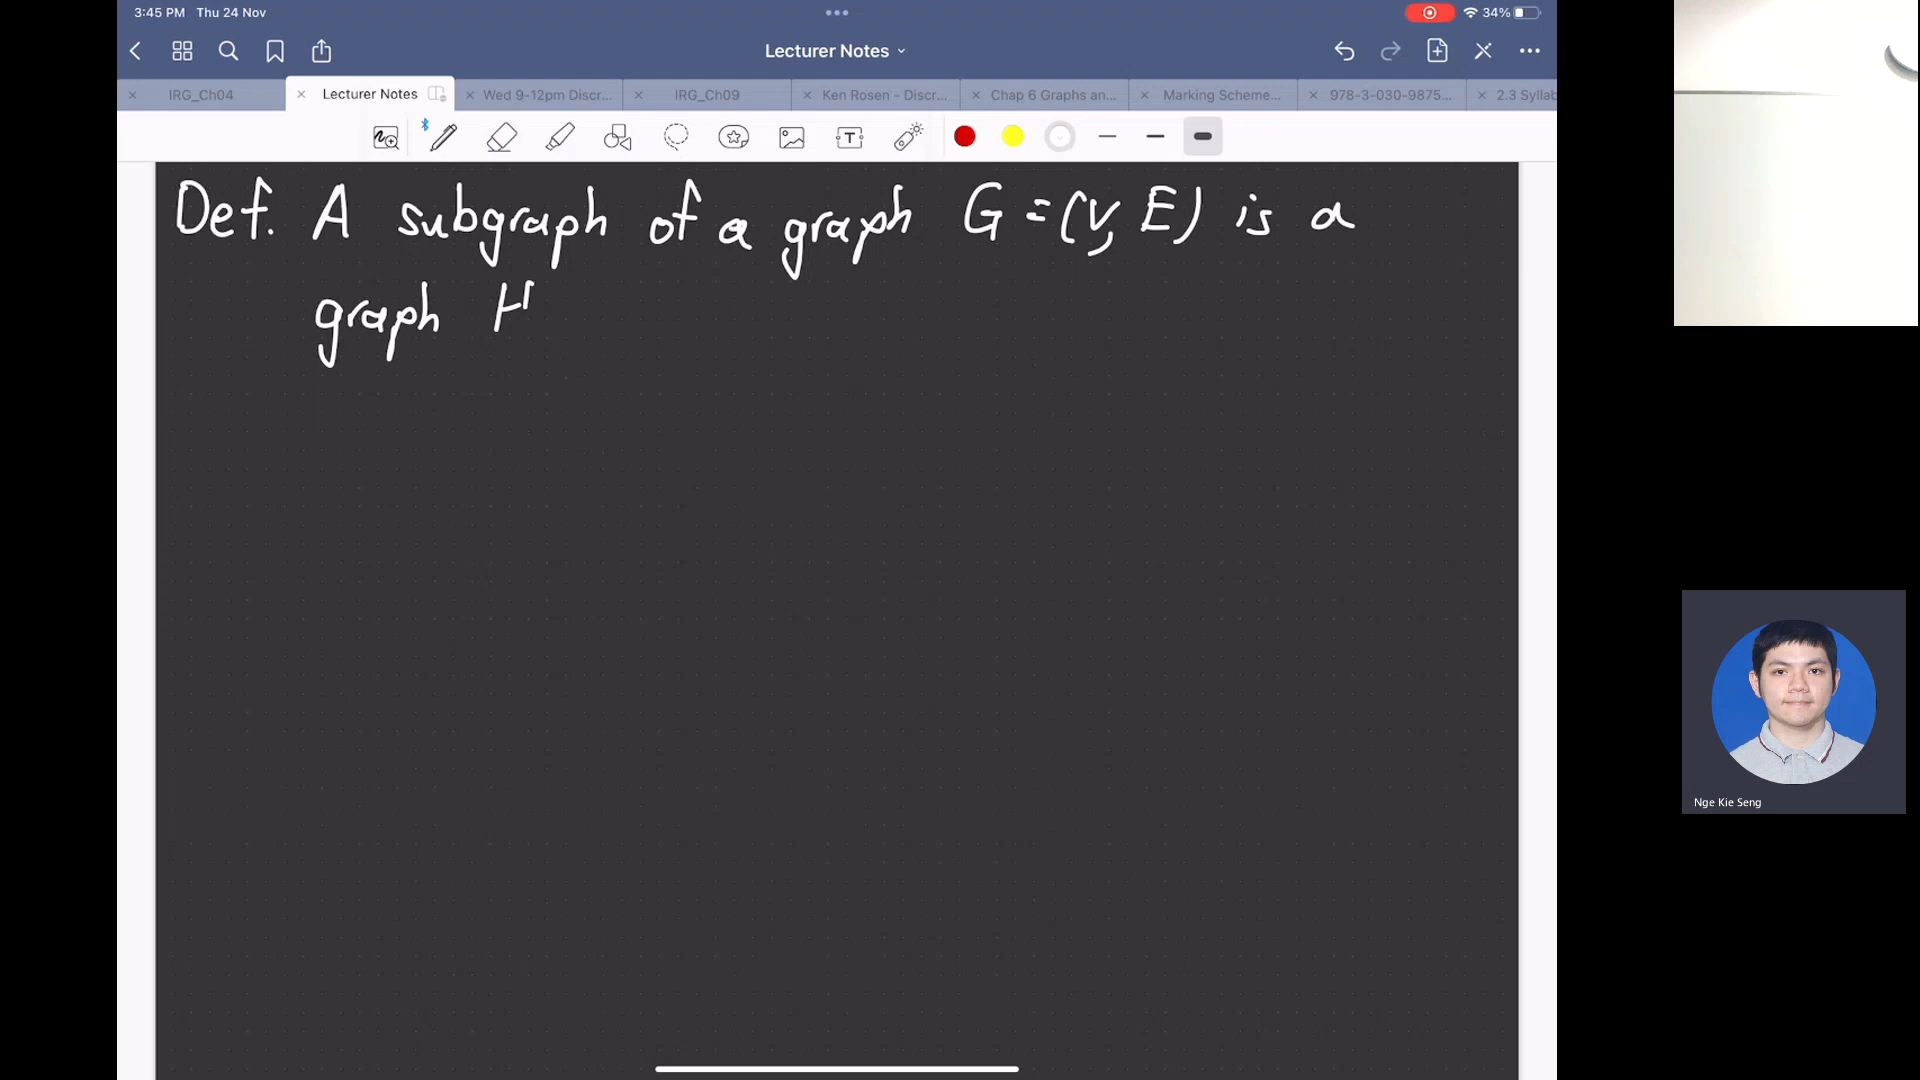 3:45 PM Thu 24 Nov
34%
Lecturer Notes
IRG_Ch04
Lecturer Notes
Wed 9-12pm Discr...
IRG_Ch09
Ken Rosen - Discr...
Chap 6 Graphs an...
Marking Scheme...
978-3-030-9875...
2.3 Syllab
Def. A subgraph of a graph G = (V, E) is a
graph H
Nge Kie Seng